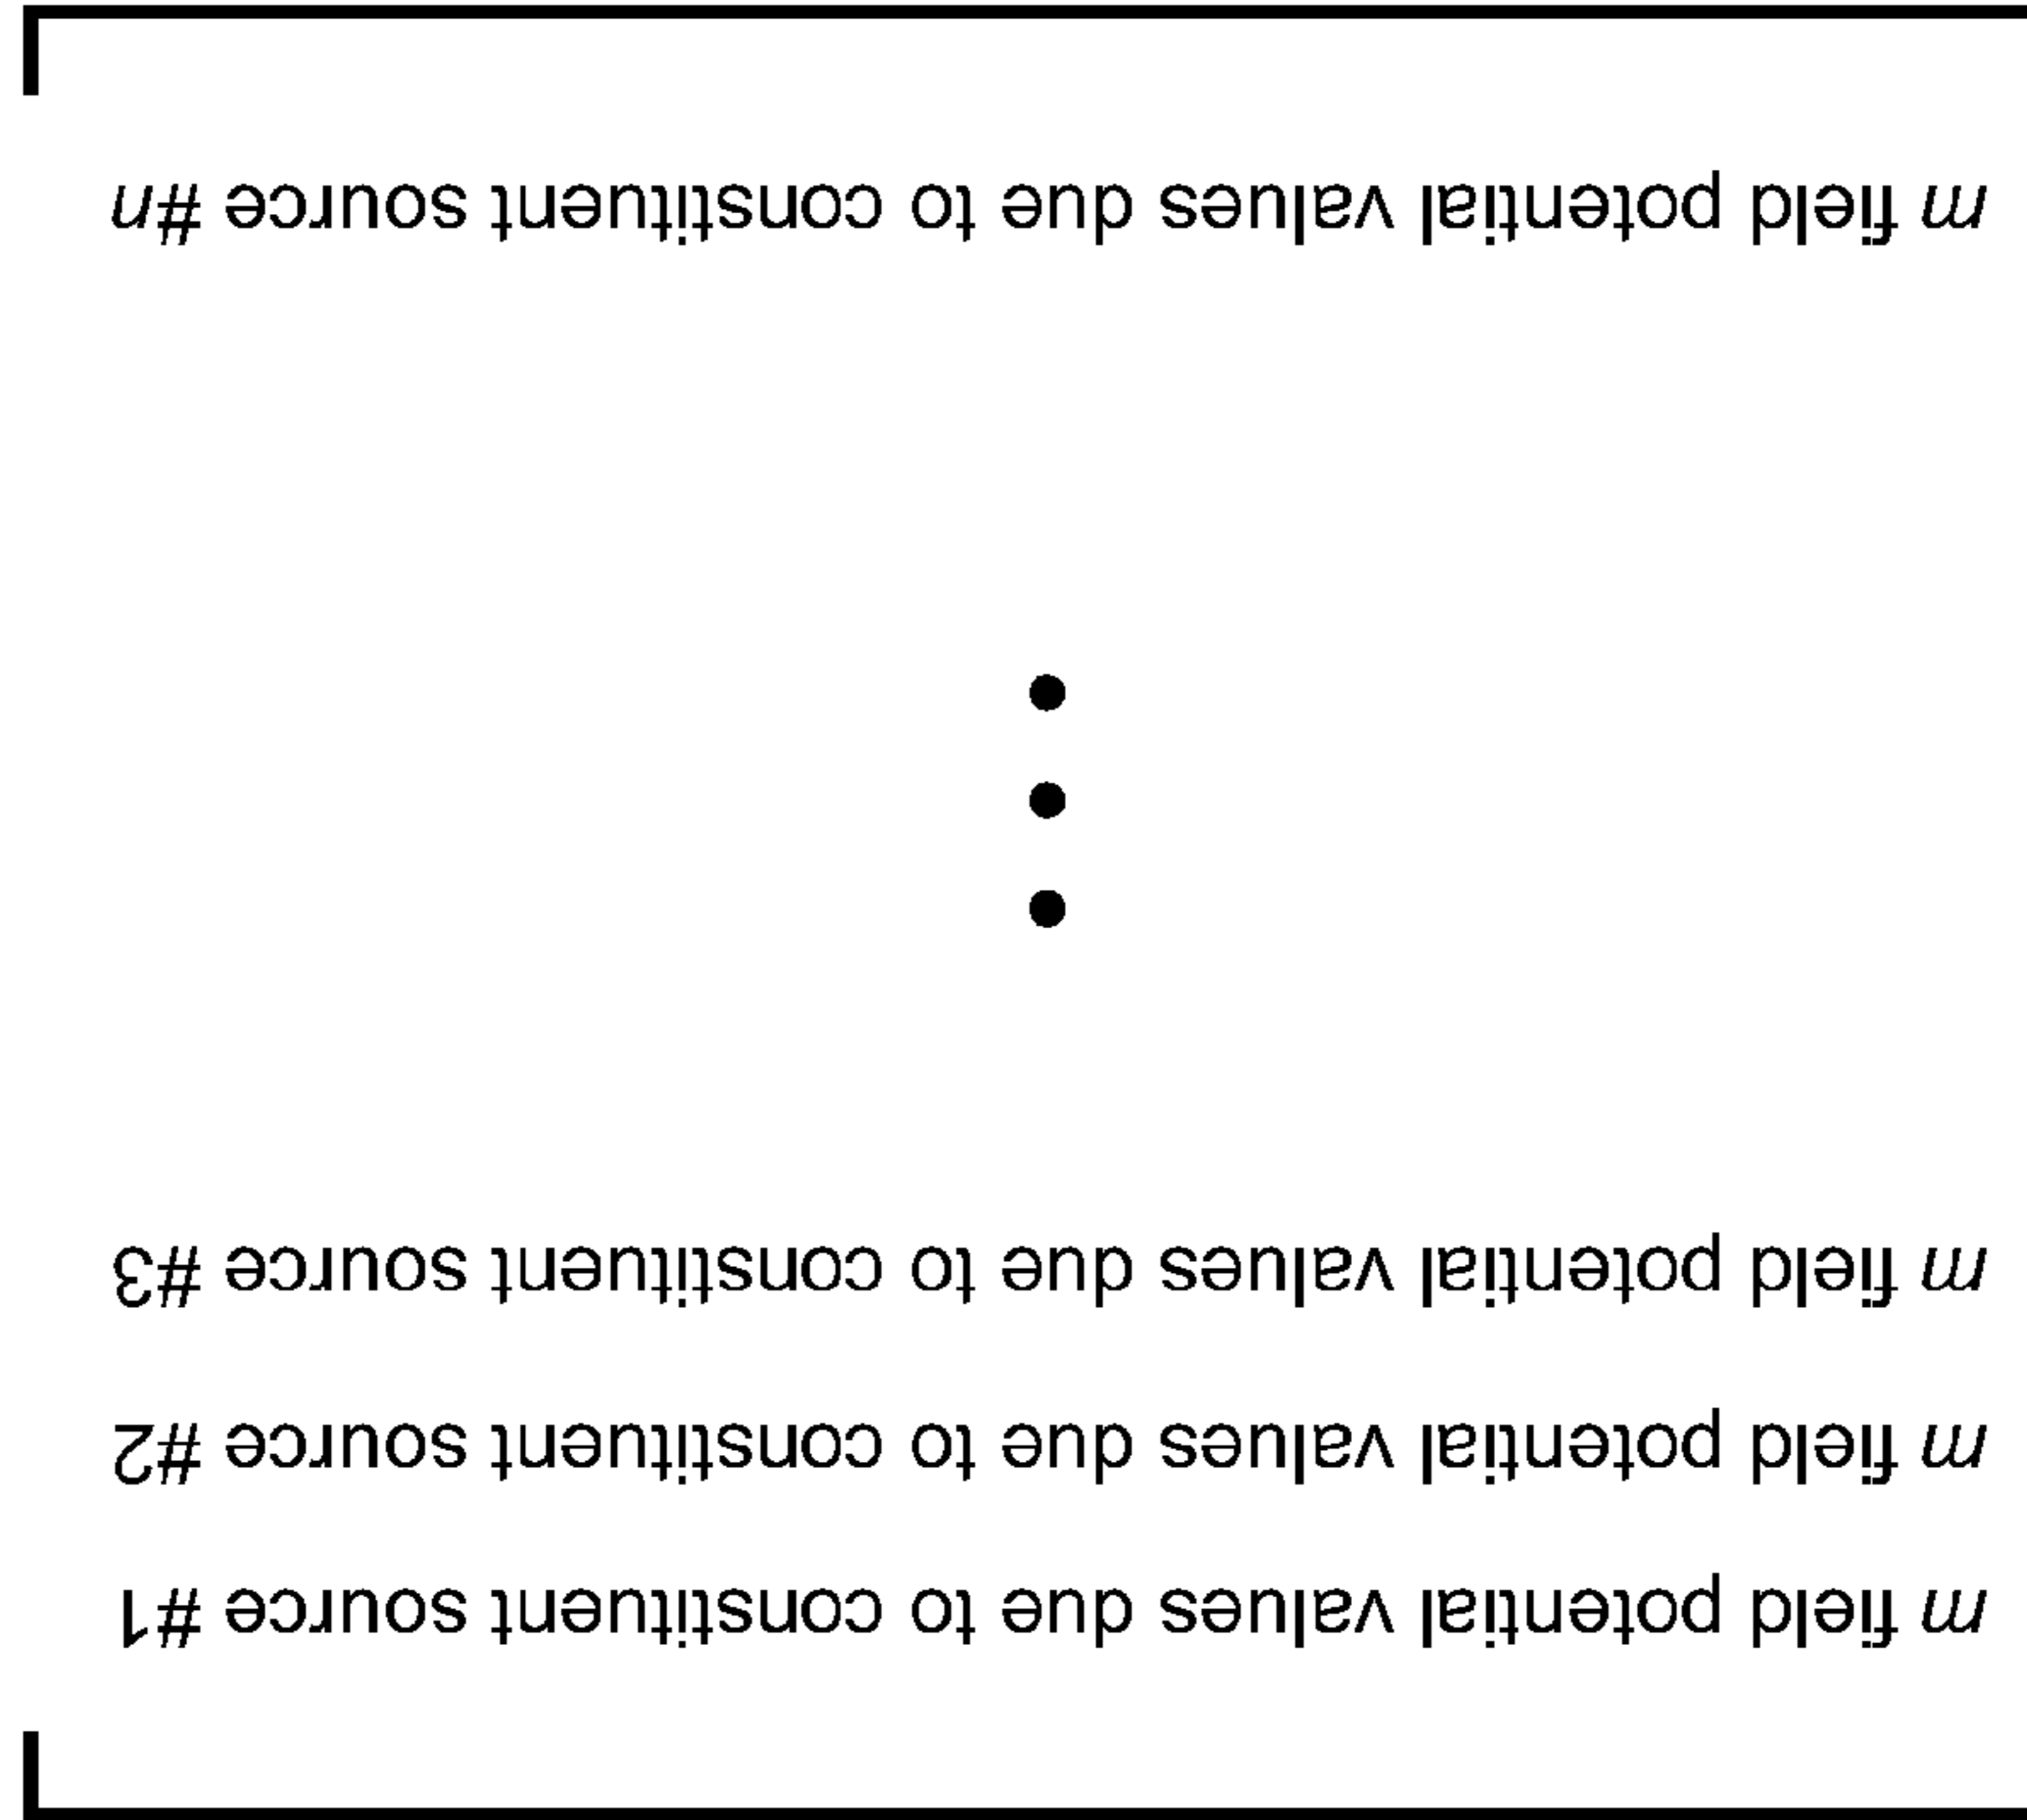 m field potential values due to constituent source #1
m field potential values due to constituent source #2
m field potential values due to constituent source #3
m field potential values due to constituent source #n